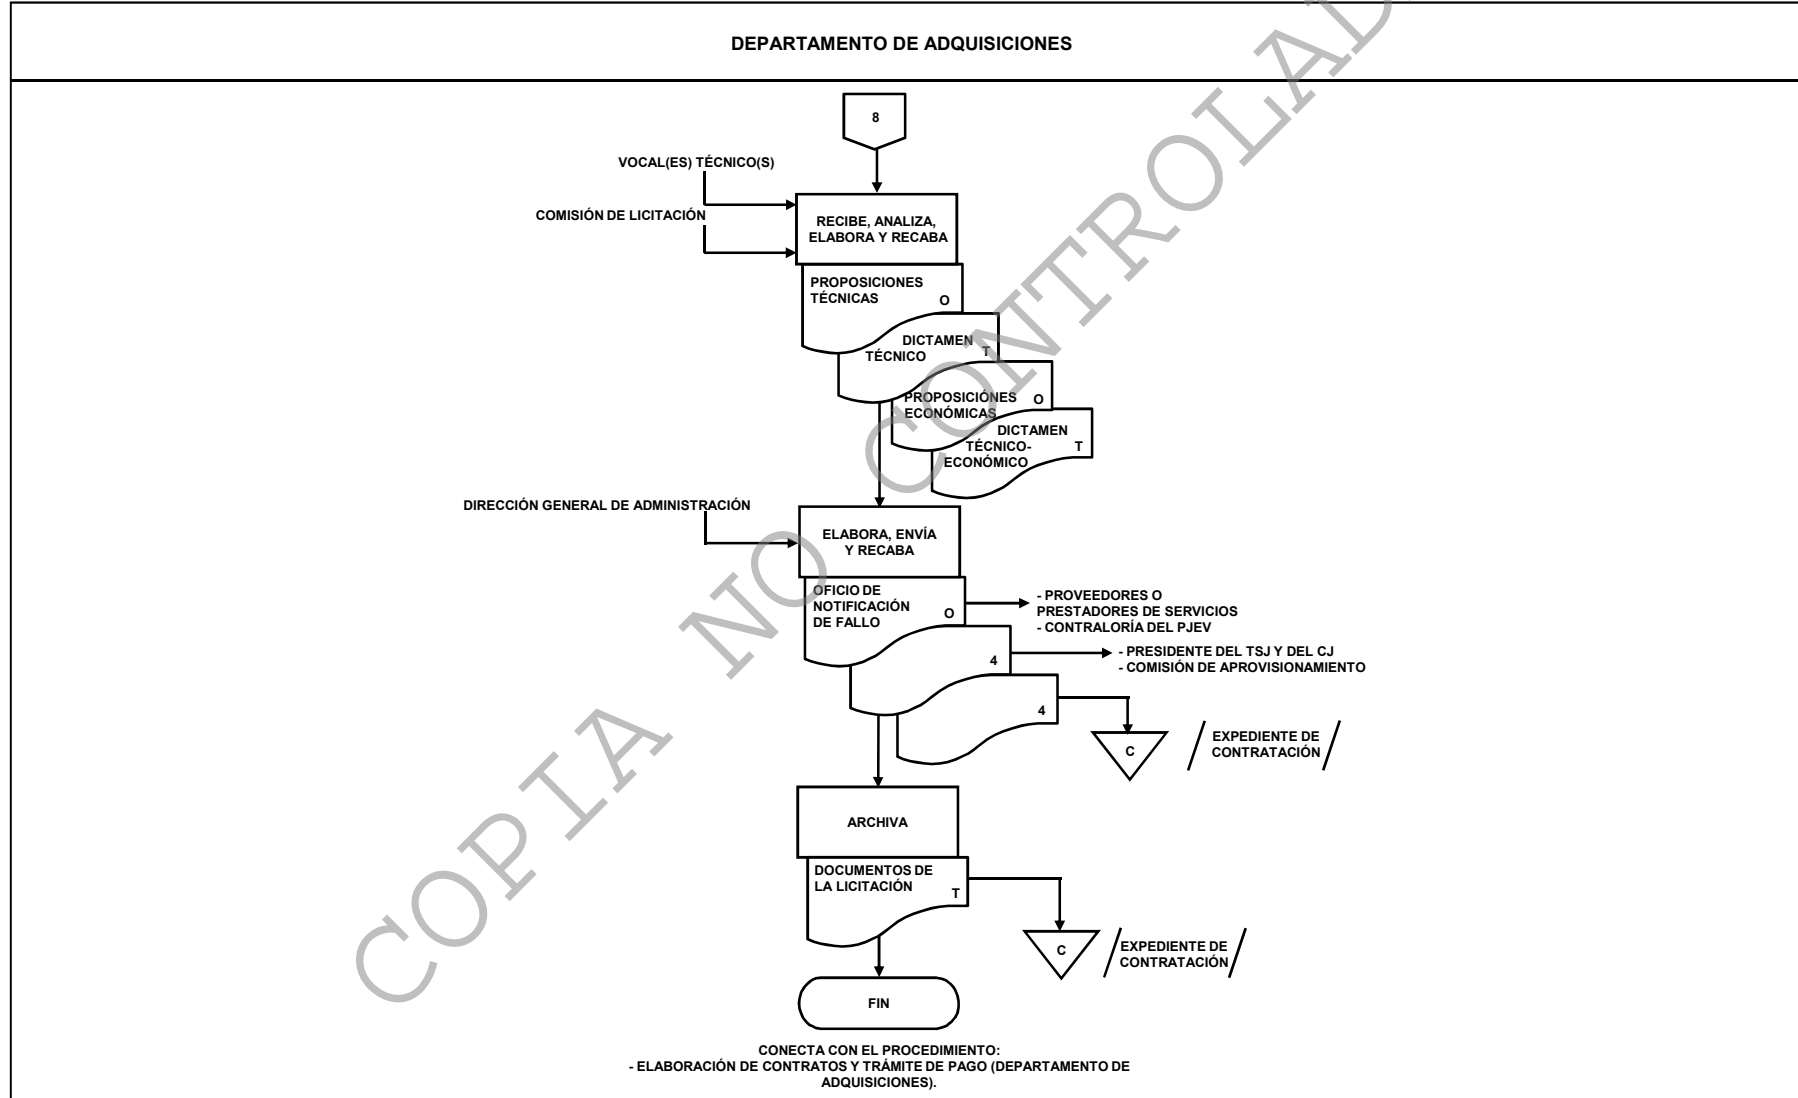 DEPARTAMENTO DE ADQUISICIONES
8
VOCAL(ES) TÉCNICO(S)
COMISIÓN DE LICITACIÓN
RECIBE, ANALIZA,
ELABORA Y RECABA
PROPOSICIONES
TÉCNICAS
O
DICTAMEN
TÉCNICO
T
PROPOSICIÓNES
ECONÓMICAS
O
DICTAMEN
TÉCNICO-
ECONÓMICO
T
DIRECCIÓN GENERAL DE ADMINISTRACIÓN
ELABORA, ENVÍA
Y RECABA
OFICIO DE
NOTIFICACIÓN
DE FALLO
O
- PROVEEDORES O
PRESTADORES DE SERVICIOS
- CONTRALORÍA DEL PJEV
4
- PRESIDENTE DEL TSJ Y DEL CJ
- COMISIÓN DE APROVISIONAMIENTO
4
C
EXPEDIENTE DE
CONTRATACIÓN
ARCHIVA
DOCUMENTOS DE
LA LICITACIÓN
T
C
EXPEDIENTE DE
CONTRATACIÓN
FIN
CONECTA CON EL PROCEDIMIENTO:
- ELABORACIÓN DE CONTRATOS Y TRÁMITE DE PAGO (DEPARTAMENTO DE
ADQUISICIONES).
COPIA NO CONTROLAD